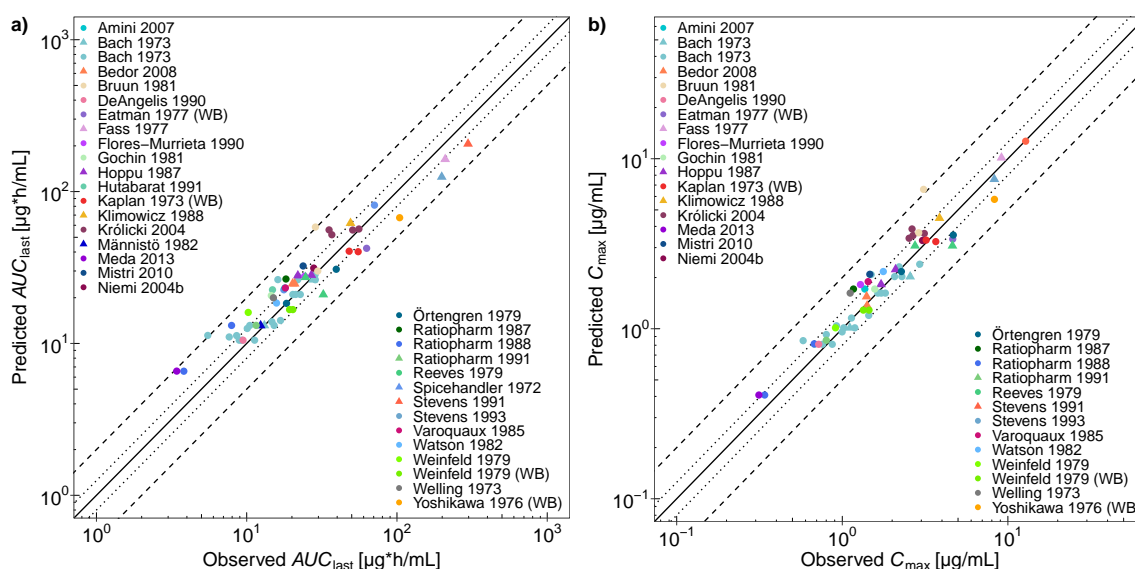 a)
Amini 2007
Bach 1973
Bach 1973
Bedor 2008
Bruun 1981
DeAngelis 1990
Eatman 1977 (WB)
Fass 1977
Flores−Murrieta 1990
Gochin 1981
Hoppu 1987
Hutabarat 1991
Kaplan 1973 (WB)
Klimowicz 1988
Królicki 2004
Männistö 1982
Meda 2013
Mistri 2010
Niemi 2004b
Örtengren 1979
Ratiopharm 1987
Ratiopharm 1988
Ratiopharm 1991
Reeves 1979
Spicehandler 1972
Stevens 1991
Stevens 1993
Varoquaux 1985
Watson 1982
Weinfeld 1979
Weinfeld 1979 (WB)
Welling 1973
Yoshikawa 1976 (WB)
Predicted AUClast [µg*h/mL]
10³
10²
10¹
10⁰
10⁰ 10¹ 10² 10³
Observed AUClast [µg*h/mL]
b)
Amini 2007
Bach 1973
Bach 1973
Bedor 2008
Bruun 1981
DeAngelis 1990
Eatman 1977 (WB)
Fass 1977
Flores−Murrieta 1990
Gochin 1981
Hoppu 1987
Kaplan 1973 (WB)
Klimowicz 1988
Królicki 2004
Meda 2013
Mistri 2010
Niemi 2004b
Örtengren 1979
Ratiopharm 1987
Ratiopharm 1988
Ratiopharm 1991
Reeves 1979
Stevens 1991
Stevens 1993
Varoquaux 1985
Watson 1982
Weinfeld 1979
Weinfeld 1979 (WB)
Welling 1973
Yoshikawa 1976 (WB)
Predicted Cmax [µg/mL]
10¹
10⁰
10⁻¹
10⁻¹ 10⁰ 10¹
Observed Cmax [µg/mL]